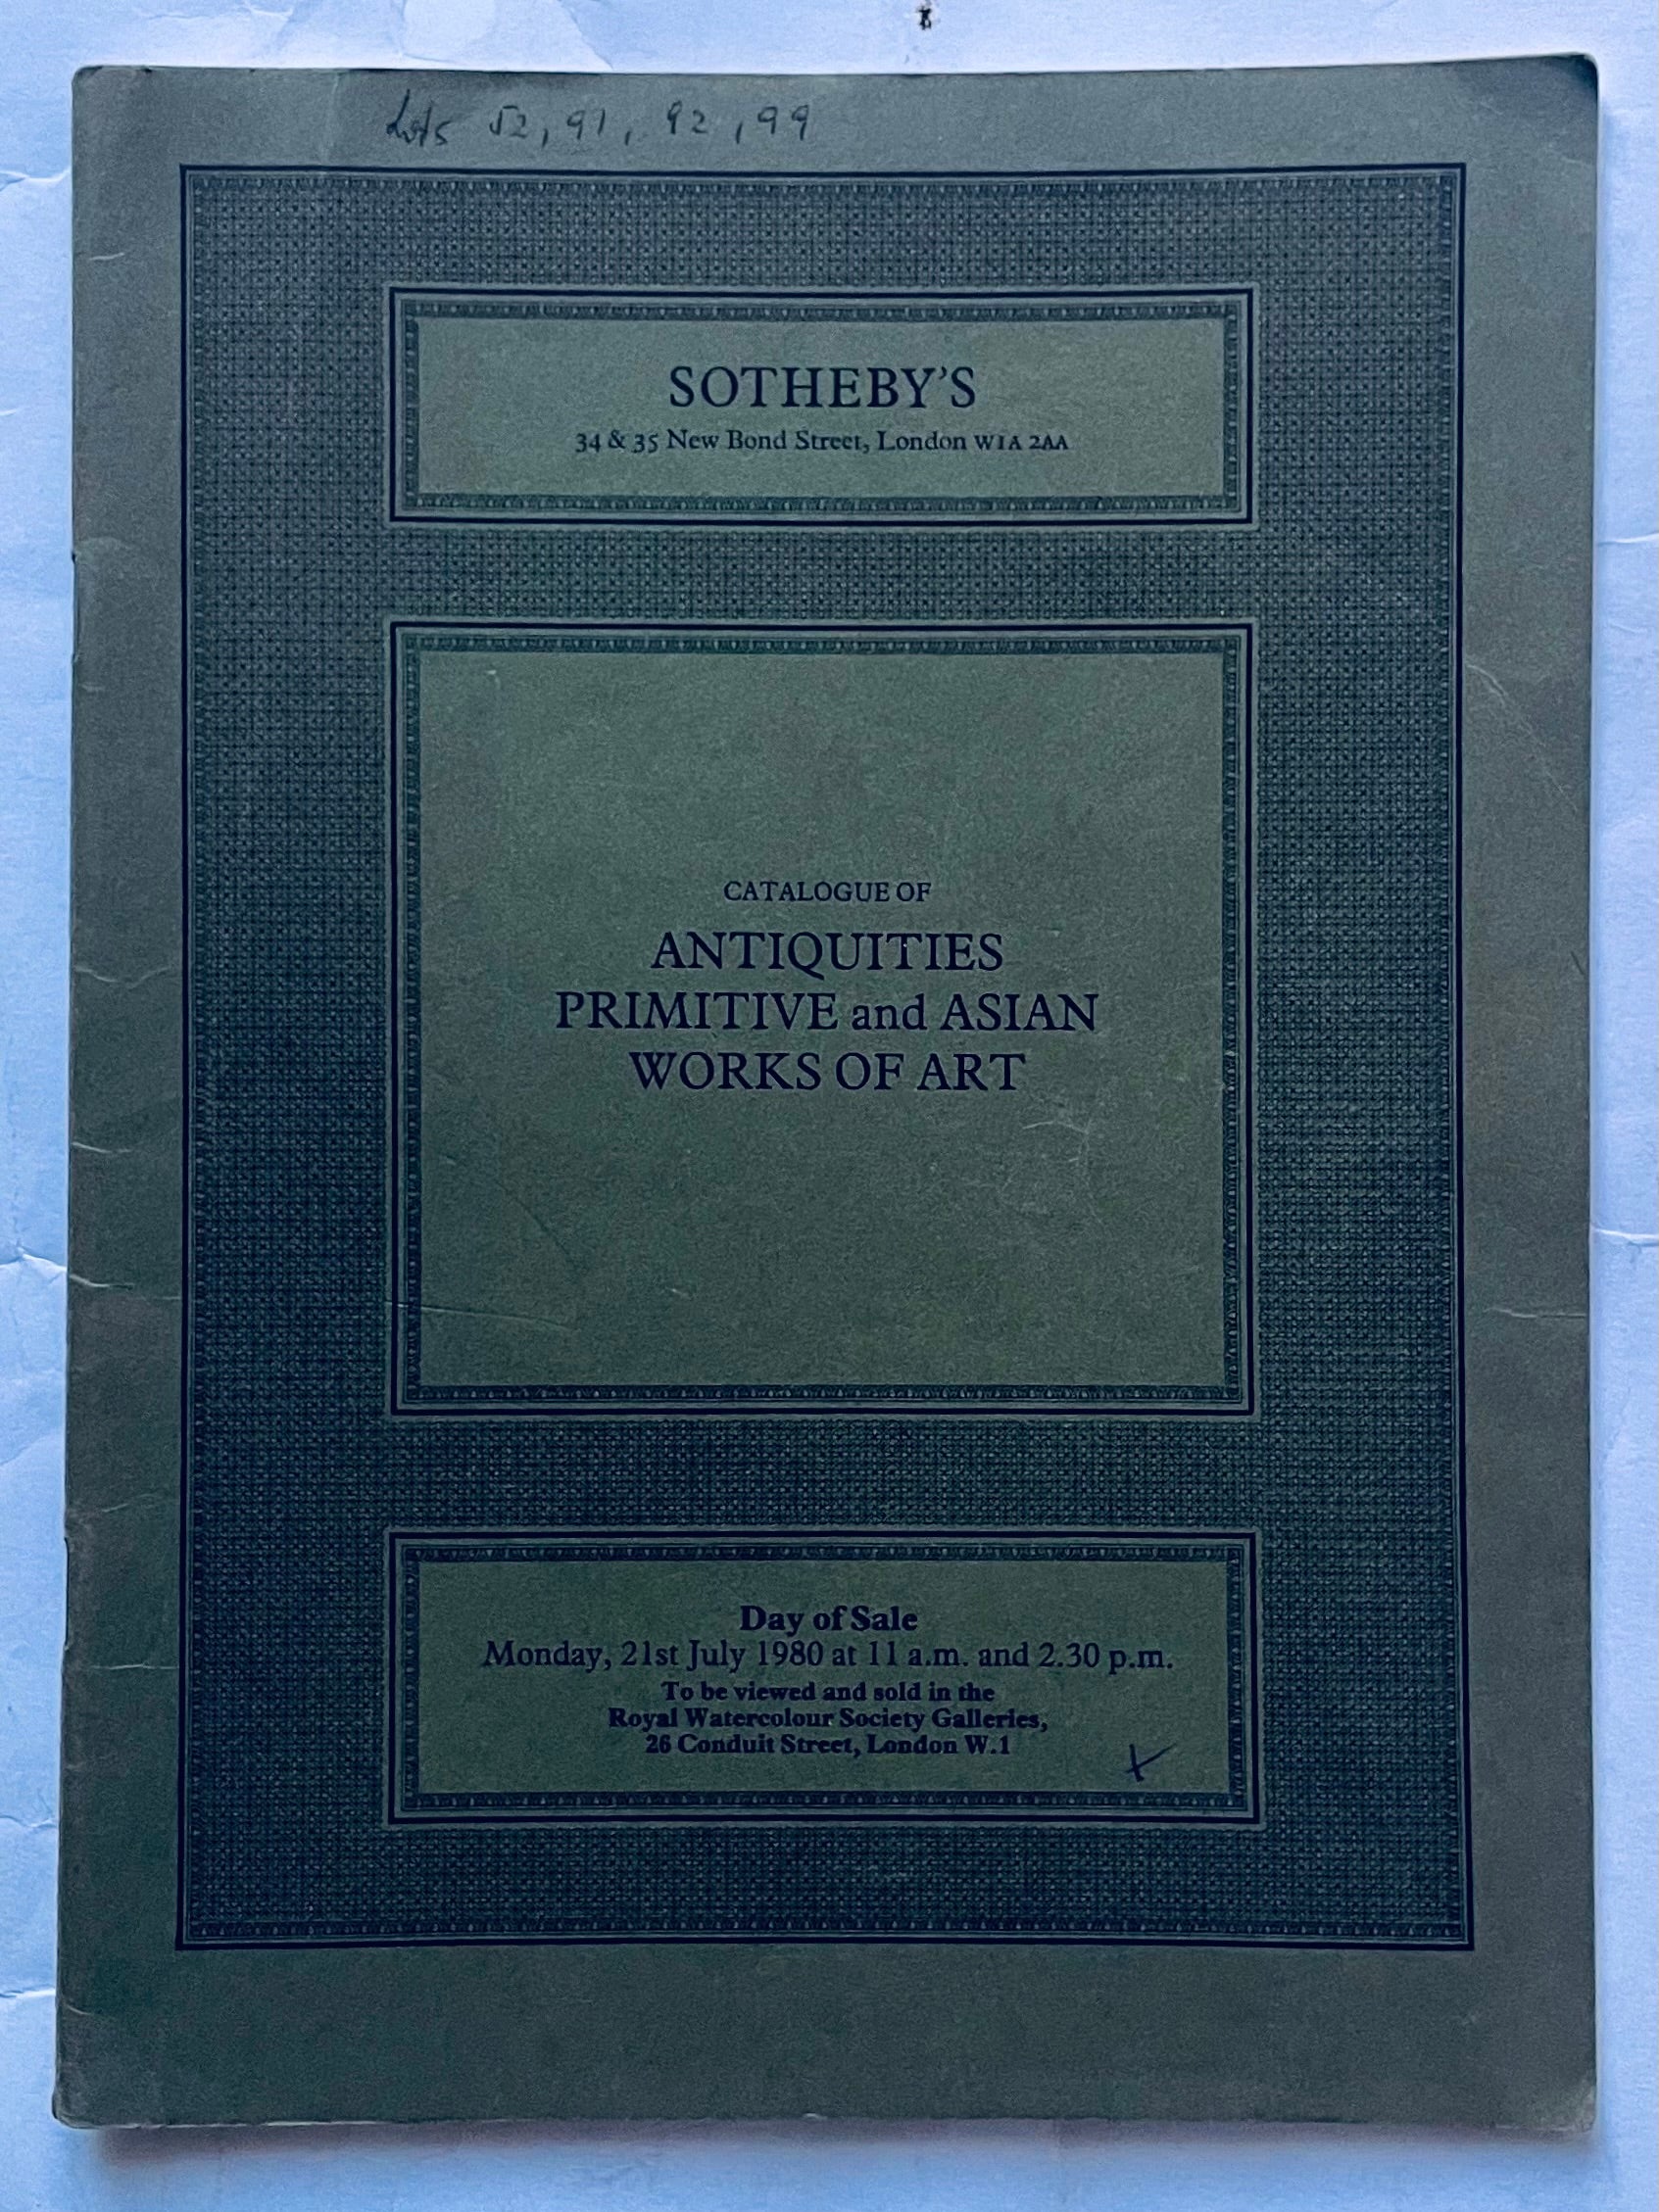 Lots 52, 91, 92, 99
SOTHEBY'S
34 & 35 New Bond Street, London W1A 2AA
CATALOGUE OF
ANTIQUITIES
PRIMITIVE and ASIAN
WORKS OF ART
Day of Sale
Monday, 21st July 1980 at 11 a.m. and 2.30 p.m.
To be viewed and sold in the
Royal Watercolour Society Galleries,
26 Conduit Street, London W.1